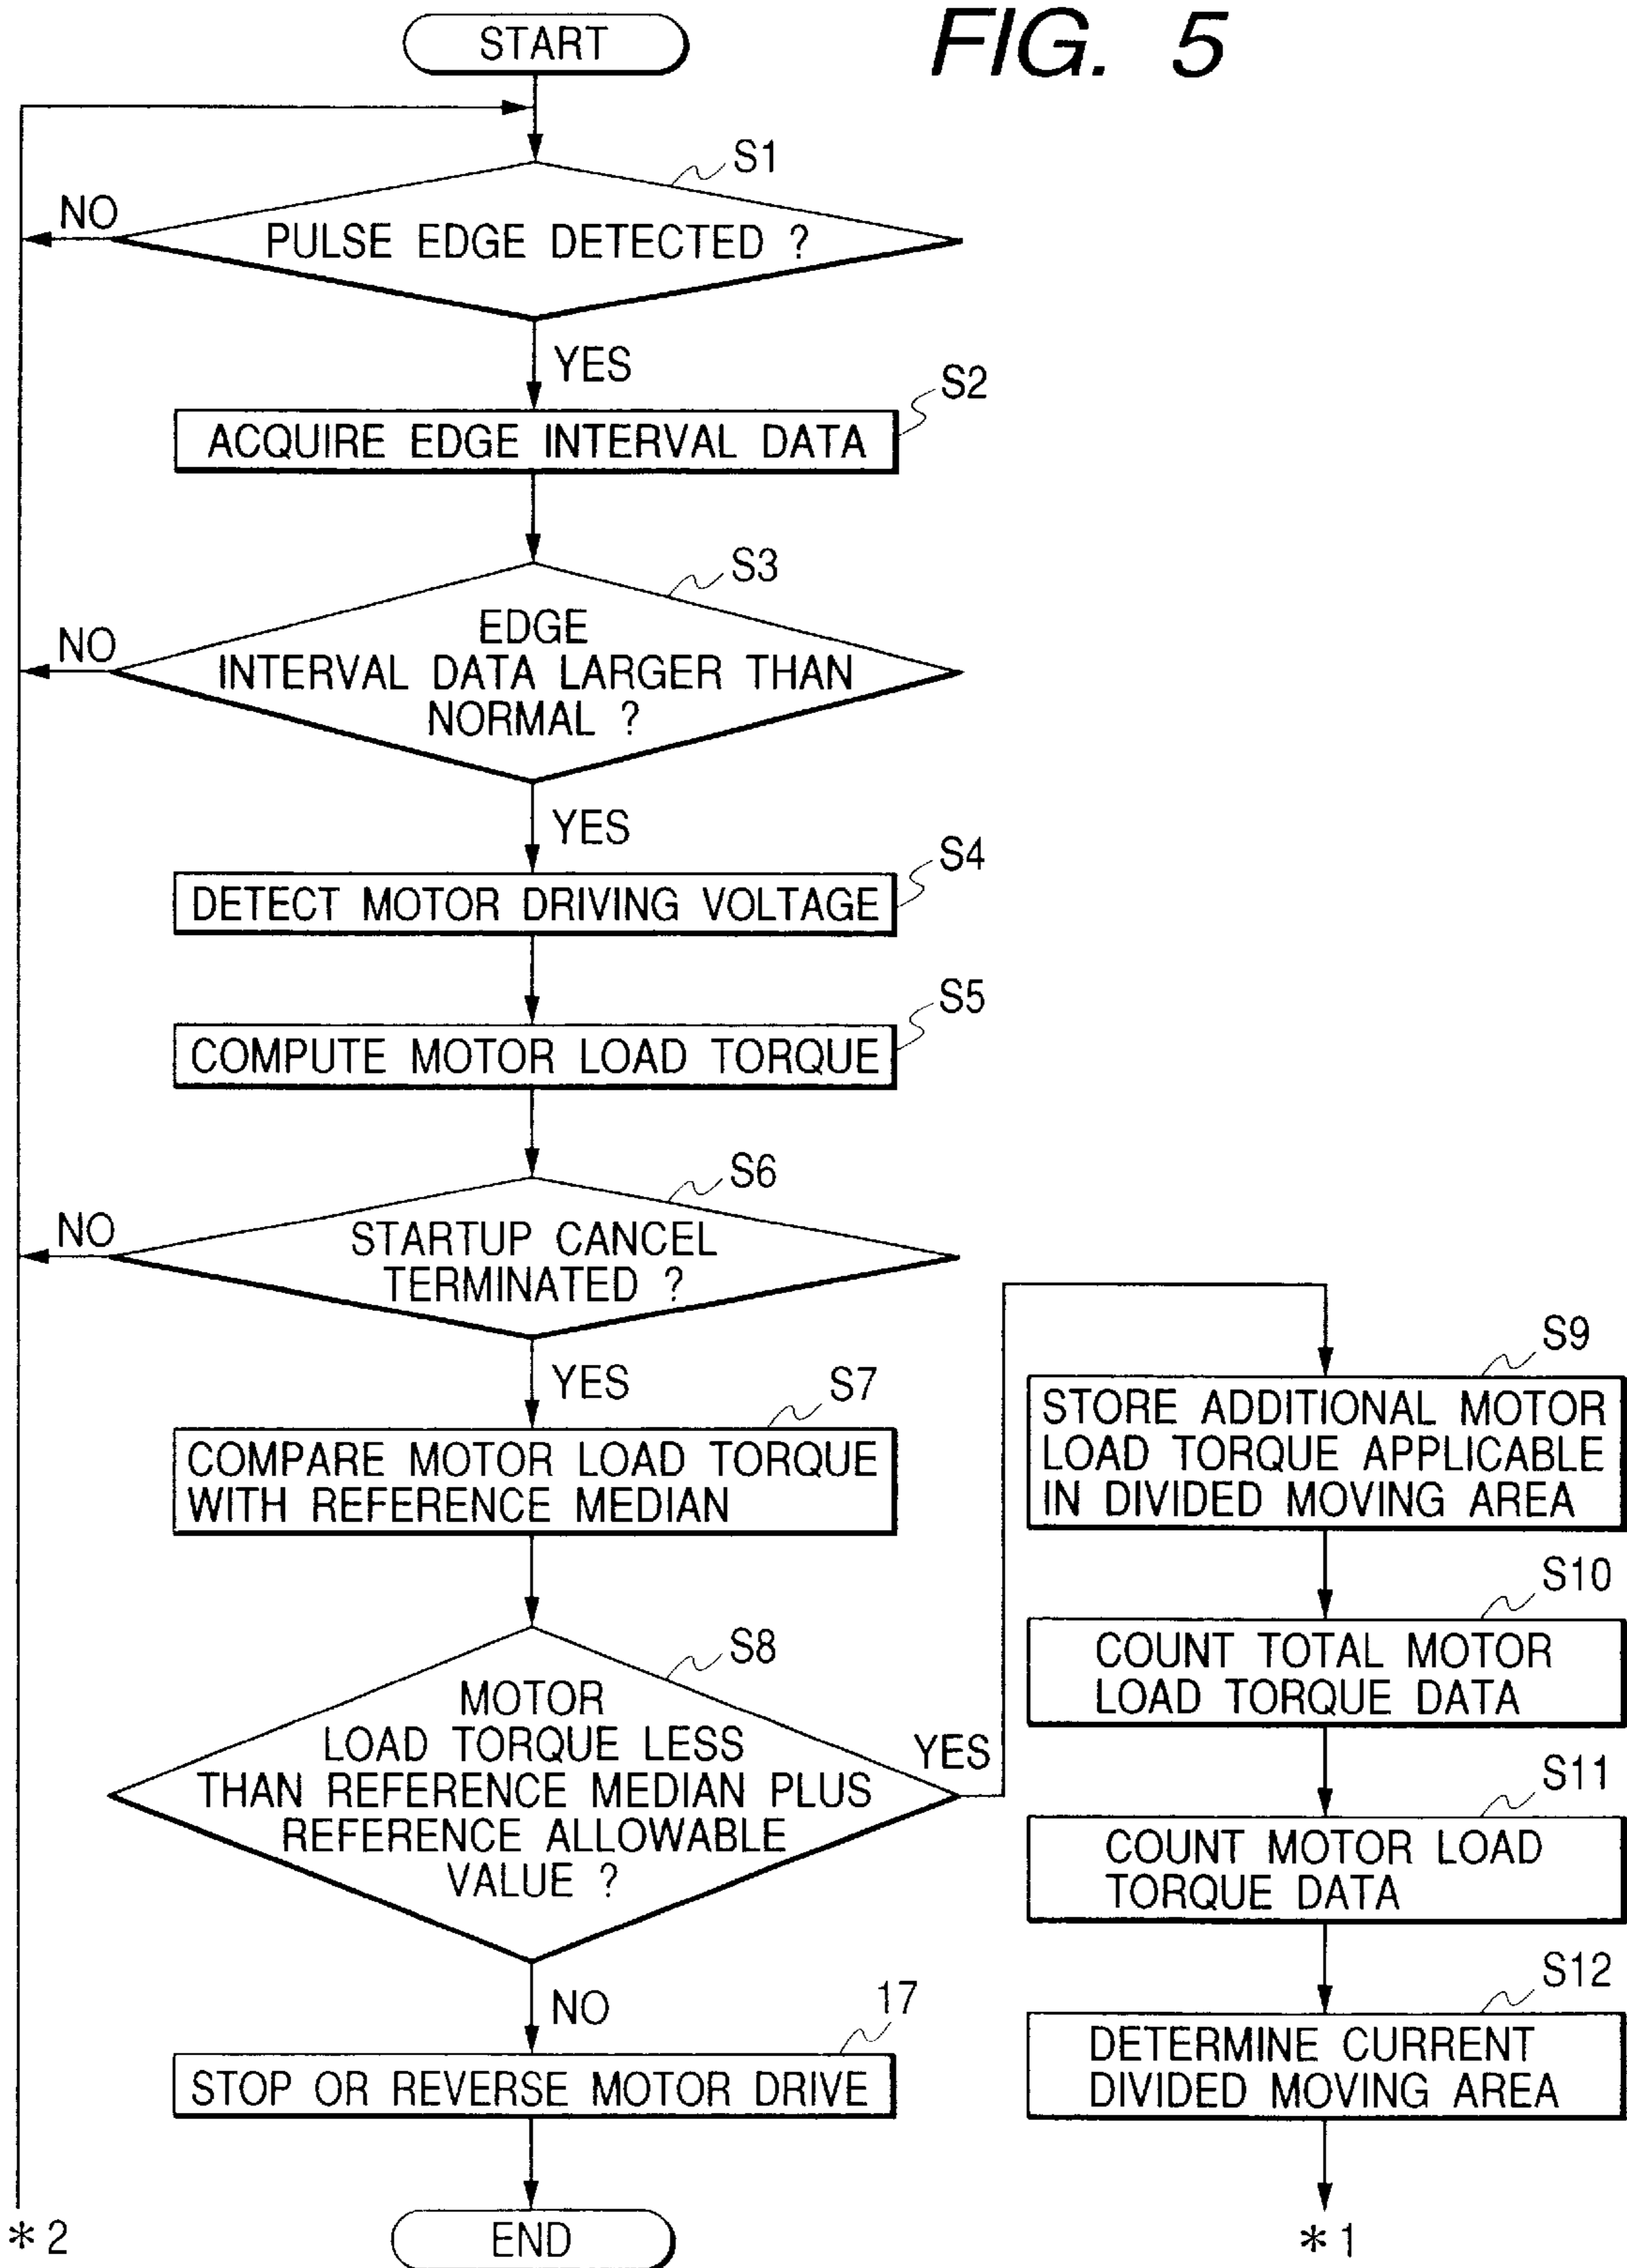 FIG. 5
START
S1
NO
PULSE EDGE DETECTED ?
YES
S2
ACQUIRE EDGE INTERVAL DATA
S3
NO
EDGE
INTERVAL DATA LARGER THAN
NORMAL ?
YES
S4
DETECT MOTOR DRIVING VOLTAGE
S5
COMPUTE MOTOR LOAD TORQUE
S6
NO
STARTUP CANCEL
TERMINATED ?
YES
S7
COMPARE MOTOR LOAD TORQUE
WITH REFERENCE MEDIAN
S8
MOTOR
LOAD TORQUE LESS
THAN REFERENCE MEDIAN PLUS
REFERENCE ALLOWABLE
VALUE ?
YES
NO
17
STOP OR REVERSE MOTOR DRIVE
END
*2
S9
STORE ADDITIONAL MOTOR
LOAD TORQUE APPLICABLE
IN DIVIDED MOVING AREA
S10
COUNT TOTAL MOTOR
LOAD TORQUE DATA
S11
COUNT MOTOR LOAD
TORQUE DATA
S12
DETERMINE CURRENT
DIVIDED MOVING AREA
*1